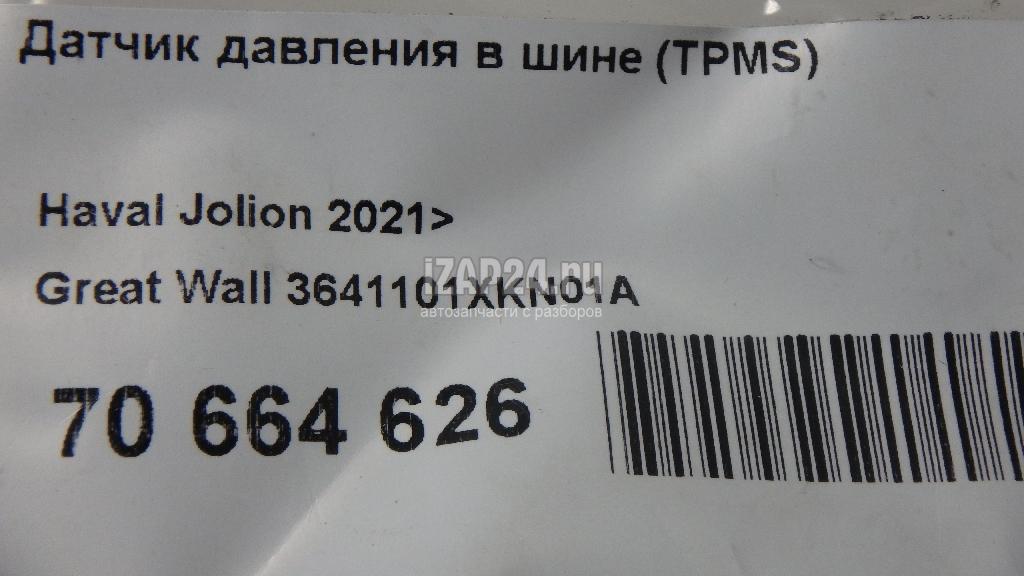 Датчик давления в шине (TPMS)
Haval Jolion 2021>
iZAP24.ru
Great Wall 3641101XKN01A
автозапчасти с разборов
70 664 626